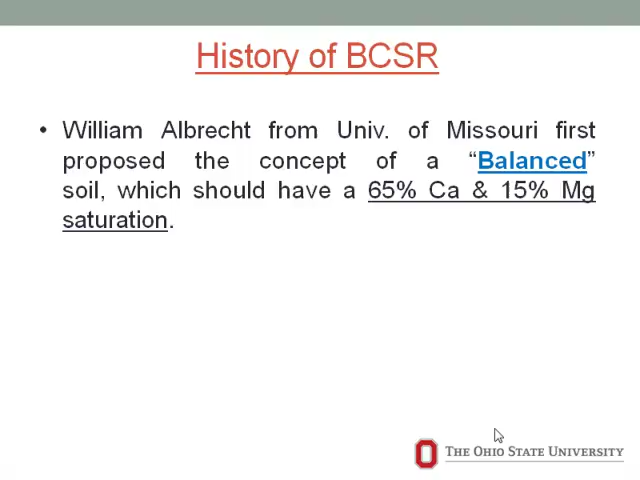 History of BCSR
• William Albrecht from Univ. of Missouri first
proposed the concept of a “Balanced”
soil, which should have a 65% Ca & 15% Mg
saturation.
THE OHIO STATE UNIVERSITY